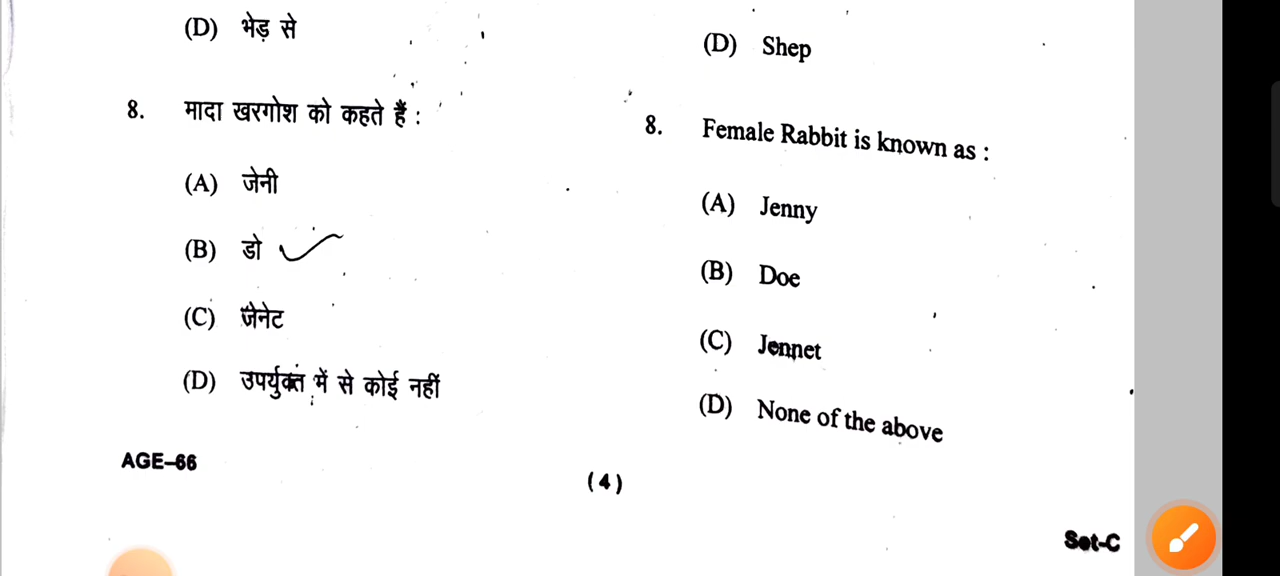 (D) भेड़ से
8. मादा खरगोश को कहते हैं :
(A) जेनी
(B) डो
(C) जेनेट
(D) उपर्युक्त में से कोई नहीं
AGE–66
(D) Shep
8. Female Rabbit is known as :
(A) Jenny
(B) Doe
(C) Jennet
(D) None of the above
(4)
Set-C